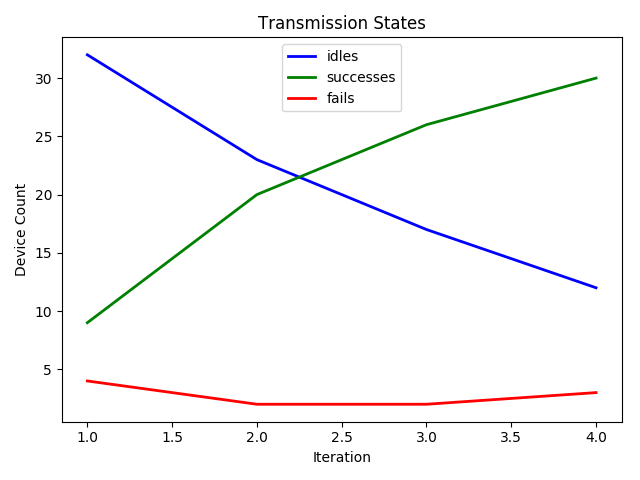 Transmission States
idles
successes
fails
Device Count
30
25
20
15
10
5
1.0 1.5 2.0 2.5 3.0 3.5 4.0
Iteration